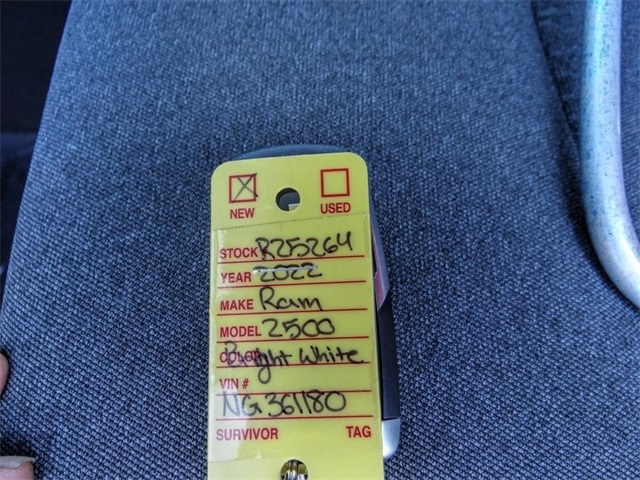 NEW USED
STOCK R25264
YEAR 2022
MAKE Ram
MODEL 2500
COLOR Bright White
VIN #
NG361180
SURVIVOR TAG